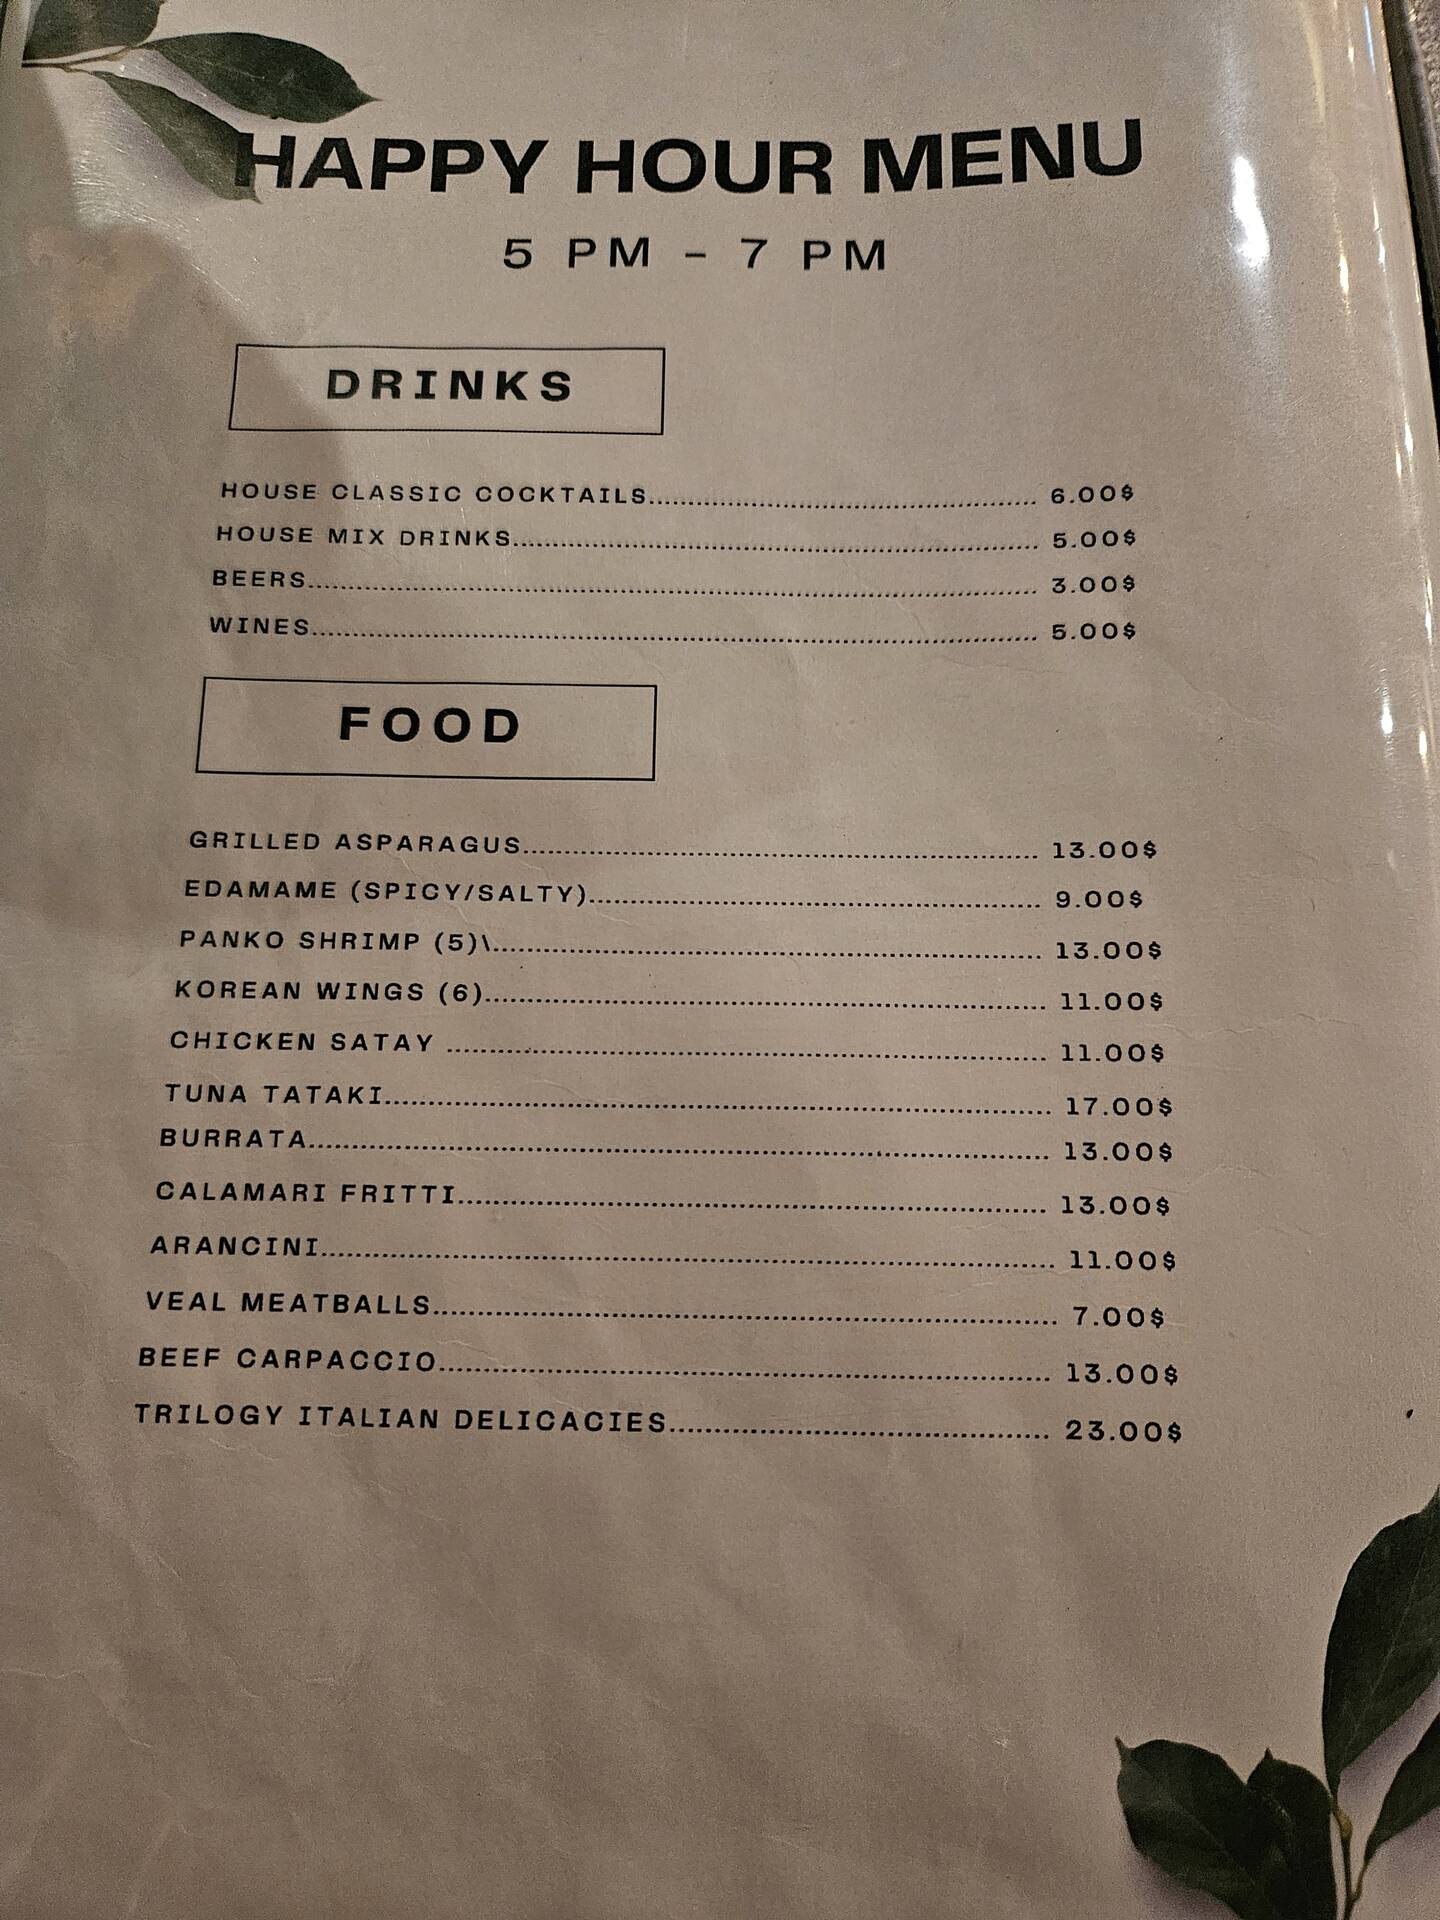 HAPPY HOUR MENU
5 PM - 7 PM
DRINKS
HOUSE CLASSIC COCKTAILS.......................................................... 6.00$
HOUSE MIX DRINKS.......................................................................... 5.00$
BEERS.................................................................................................... 3.00$
WINES.................................................................................................... 5.00$
FOOD
GRILLED ASPARAGUS.................................................................... 13.00$
EDAMAME (SPICY/SALTY)............................................................ 9.00$
PANKO SHRIMP (5)\........................................................................ 13.00$
KOREAN WINGS (6)........................................................................ 11.00$
CHICKEN SATAY .............................................................................. 11.00$
TUNA TATAKI.................................................................................... 17.00$
BURRATA............................................................................................ 13.00$
CALAMARI FRITTI.......................................................................... 13.00$
ARANCINI.......................................................................................... 11.00$
VEAL MEATBALLS............................................................................ 7.00$
BEEF CARPACCIO............................................................................ 13.00$
TRILOGY ITALIAN DELICACIES.................................................. 23.00$